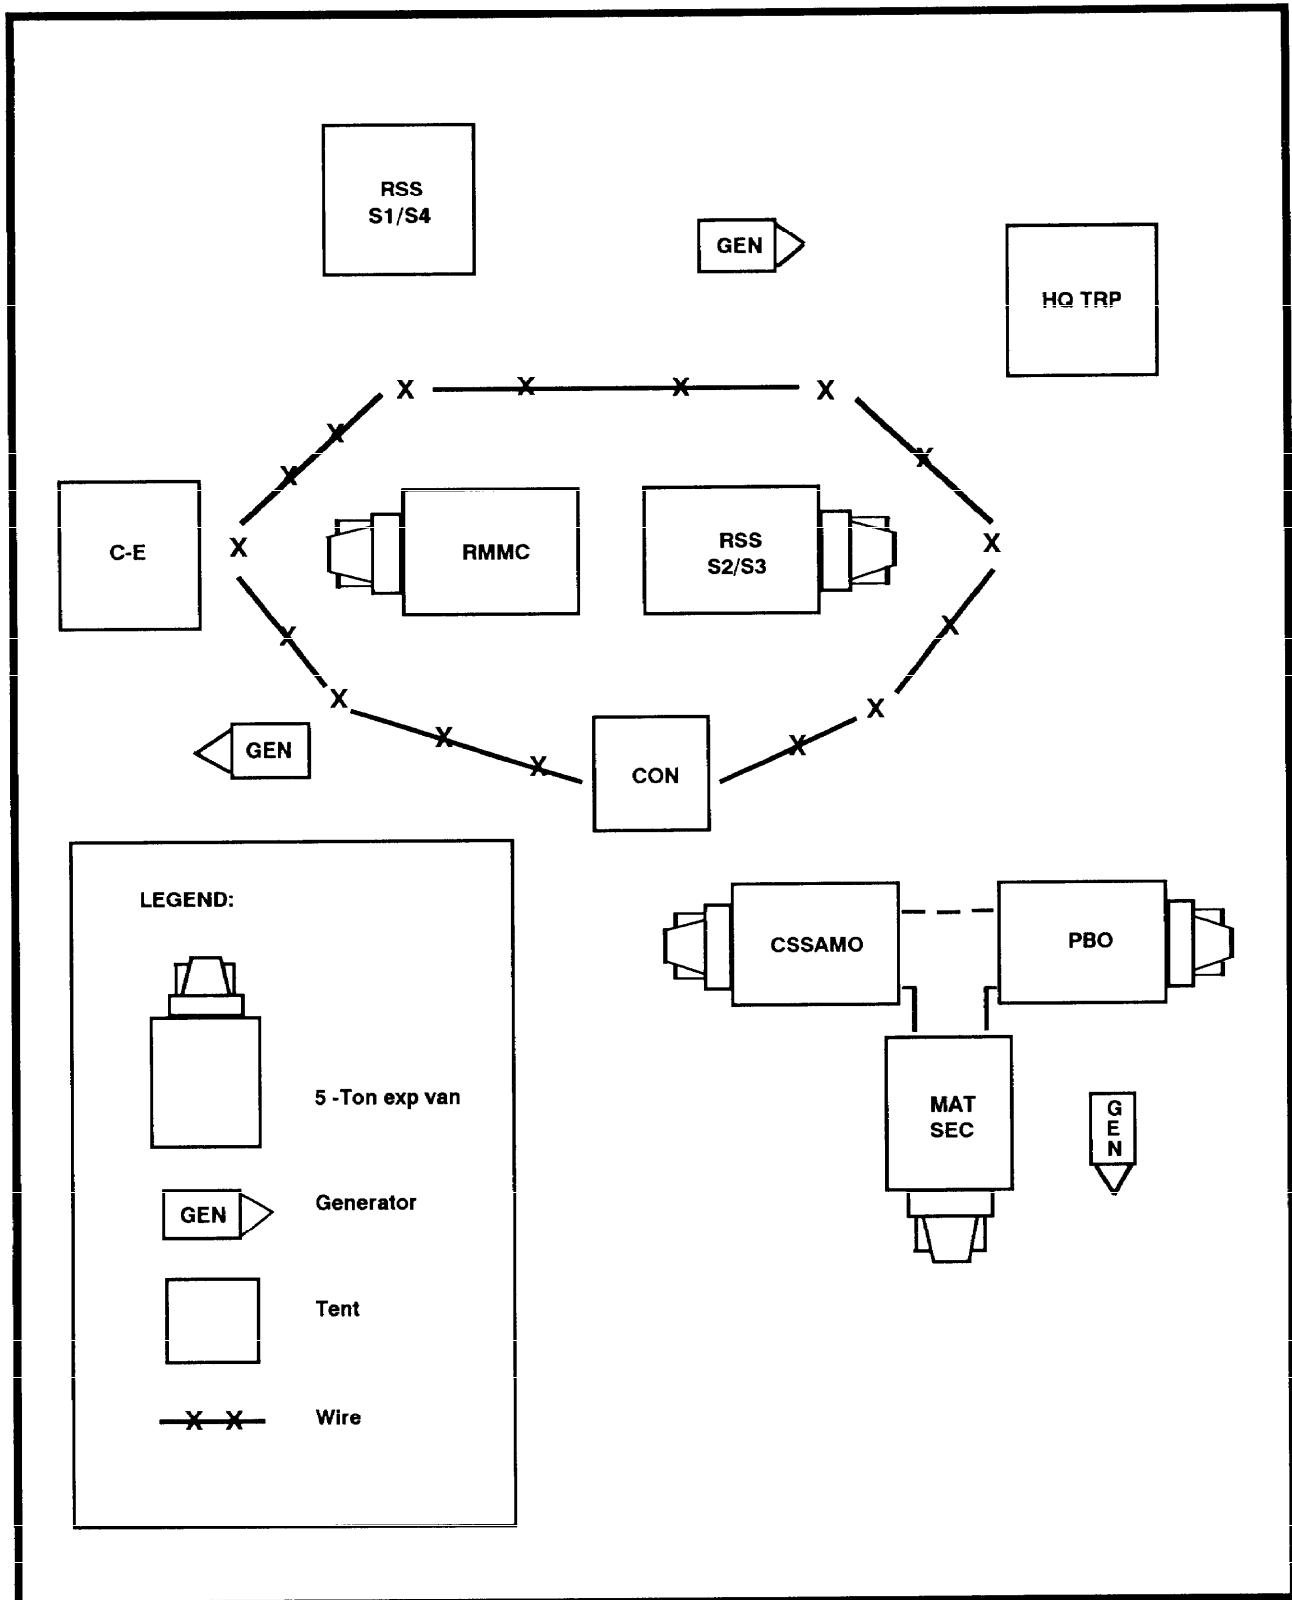 RSS
S1/S4
GEN
HQ TRP
X X X X
X X
X
C-E
X
RMMC
RSS
S2/S3
X
X X
X X
GEN
X X X
CON
LEGEND:
CSSAMO
PBO
5 -Ton exp van
MAT
SEC
G
E
N
GEN
Generator
Tent
X X
Wire